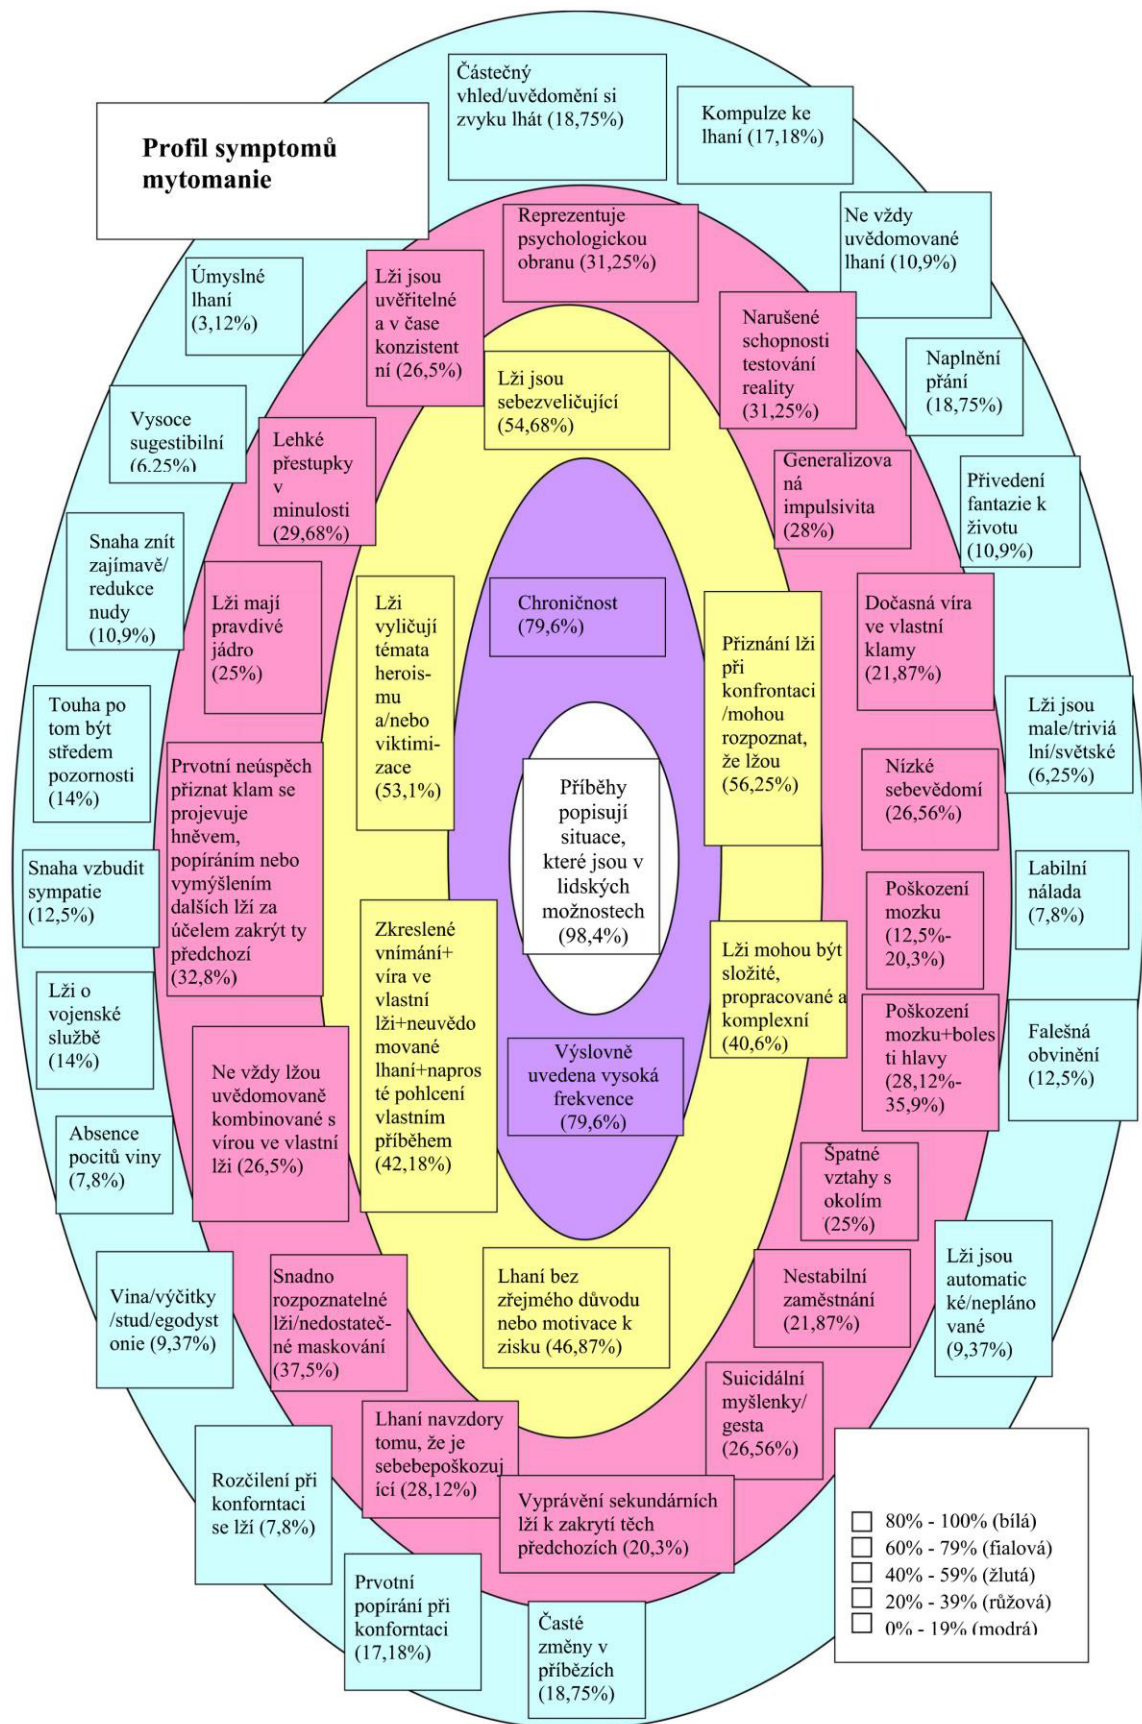 Profil symptomů
mytomanie
Částečný
vhled/uvědomění si
zvyku lhát (18,75%)
Kompulze ke
lhaní (17,18%)
Reprezentuje
psychologickou
obranu (31,25%)
Ne vždy
uvědomované
lhaní (10,9%)
Úmyslné
lhaní
(3,12%)
Lži jsou
uvěřitelné
a v čase
konzistent
ní (26,5%)
Narušené
schopnosti
testování
reality
(31,25%)
Naplnění
přání
(18,75%)
Lži jsou
sebezveličující
(54,68%)
Vysoce
sugestibilní
(6,25%)
Lehké
přestupky
v
minulosti
(29,68%)
Generalizova
ná
impulsivita
(28%)
Přivedení
fantazie k
životu
(10,9%)
Snaha znít
zajímavě/
redukce
nudy
(10,9%)
Lži mají
pravdivé
jádro
(25%)
Lži
vyličují
témata
herois-
mu
a/nebo
viktimi-
zace
(53,1%)
Chroničnost
(79,6%)
Přiznání lži
při
konfrontaci
/mohou
rozpoznat,
že lžou
(56,25%)
Dočasná víra
ve vlastní
klamy
(21,87%)
Touha po
tom být
středem
pozornosti
(14%)
Prvotní neúspěch
přiznat klam se
projevuje
hněvem,
popíráním nebo
vymýšlením
dalších lží za
účelem zakrýt ty
předchozí
(32,8%)
Příběhy
popisují
situace,
které jsou v
lidských
možnostech
(98,4%)
Nízké
sebevědomí
(26,56%)
Lži jsou
male/triviá
lní/světské
(6,25%)
Snaha vzbudit
sympatie
(12,5%)
Zkreslené
vnímání+
víra ve
vlastní
lži+neuvědo
mované
lhaní+napros
té pohlcení
vlastním
příběhem
(42,18%)
Lži mohou být
složité,
propracované a
komplexní
(40,6%)
Poškození
mozku
(12,5%-
20,3%)
Labilní
nálada
(7,8%)
Lži o
vojenské
službě
(14%)
Ne vždy lžou
uvědomovaně
kombinované s
vírou ve vlastní
lži (26,5%)
Výslovně
uvedena vysoká
frekvence
(79,6%)
Poškození
mozku+boles
ti hlavy
(28,12%-
35,9%)
Falešná
obvinění
(12,5%)
Absence
pocitů viny
(7,8%)
Špatné
vztahy s
okolím
(25%)
Vina/výčitky
/stud/egodyst
onie (9,37%)
Snadno
rozpoznatelné
lži/nedostateč-
né maskování
(37,5%)
Lhaní bez
zřejmého důvodu
nebo motivace k
zisku (46,87%)
Nestabilní
zaměstnání
(21,87%)
Lži jsou
automatic
ké/nepláno
vané
(9,37%)
Lhaní navzdory
tomu, že je
sebebepoškozuj
ící (28,12%)
Suicidální
myšlenky/
gesta
(26,56%)
Rozčilení při
konforntaci
se lží (7,8%)
Vyprávění sekundárních
lží k zakrytí těch
předchozích (20,3%)
Prvotní
popírání při
konforntaci
(17,18%)
Časté
změny v
příbězích
(18,75%)
80% - 100% (bílá)
60% - 79% (fialová)
40% - 59% (žlutá)
20% - 39% (růžová)
0% - 19% (modrá)